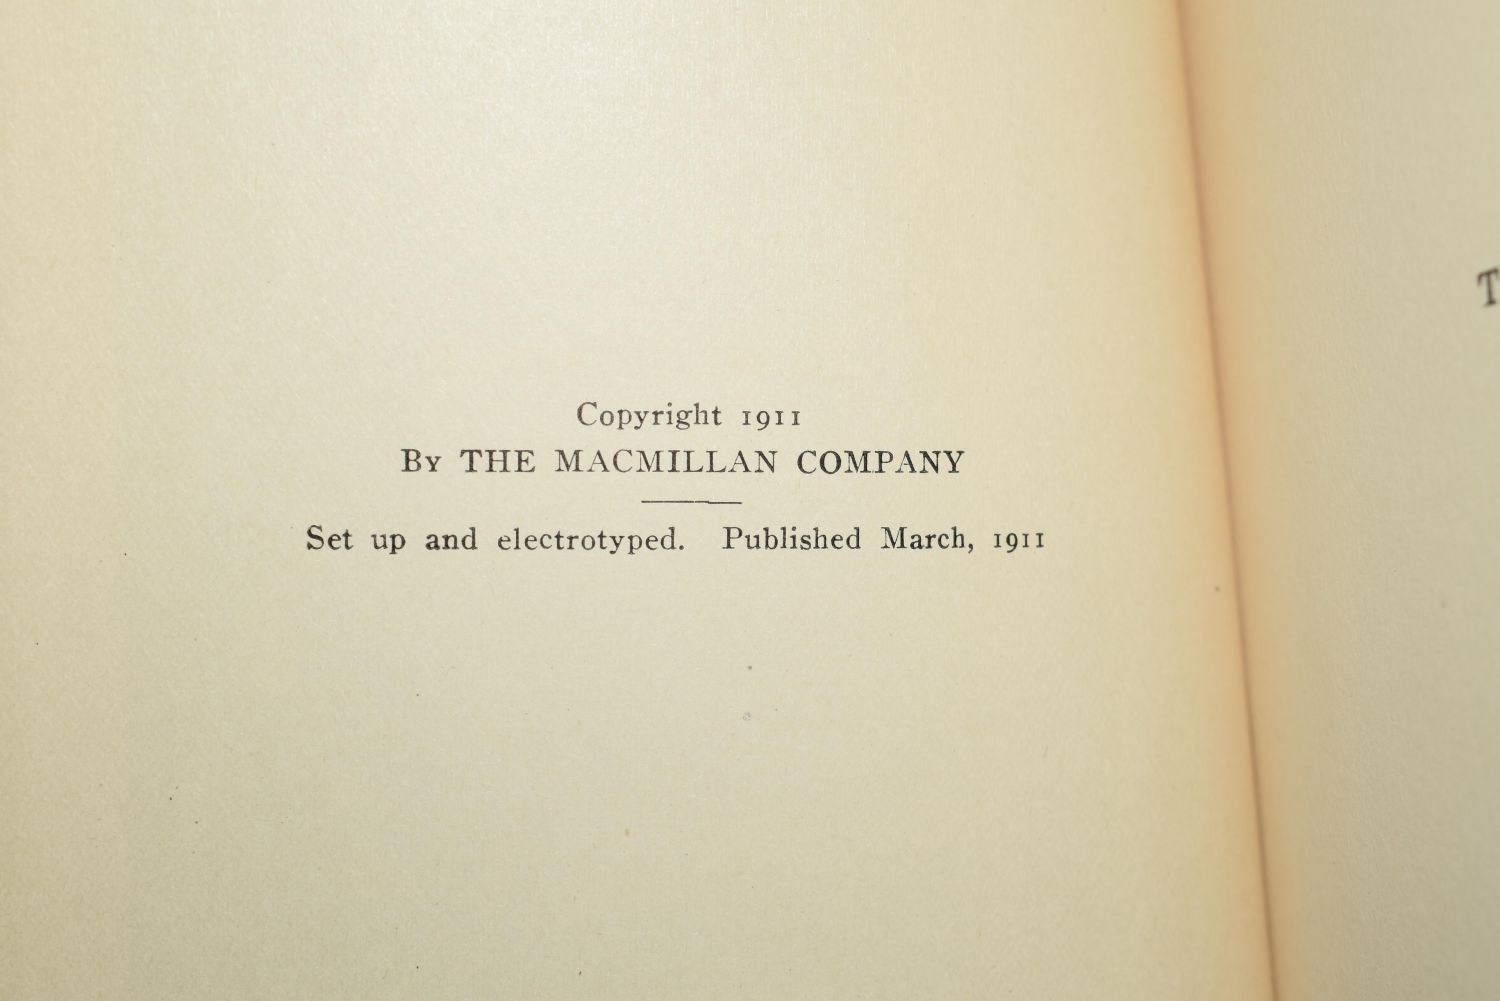 Copyright 1911
By THE MACMILLAN COMPANY
Set up and electrotyped. Published March, 1911
T